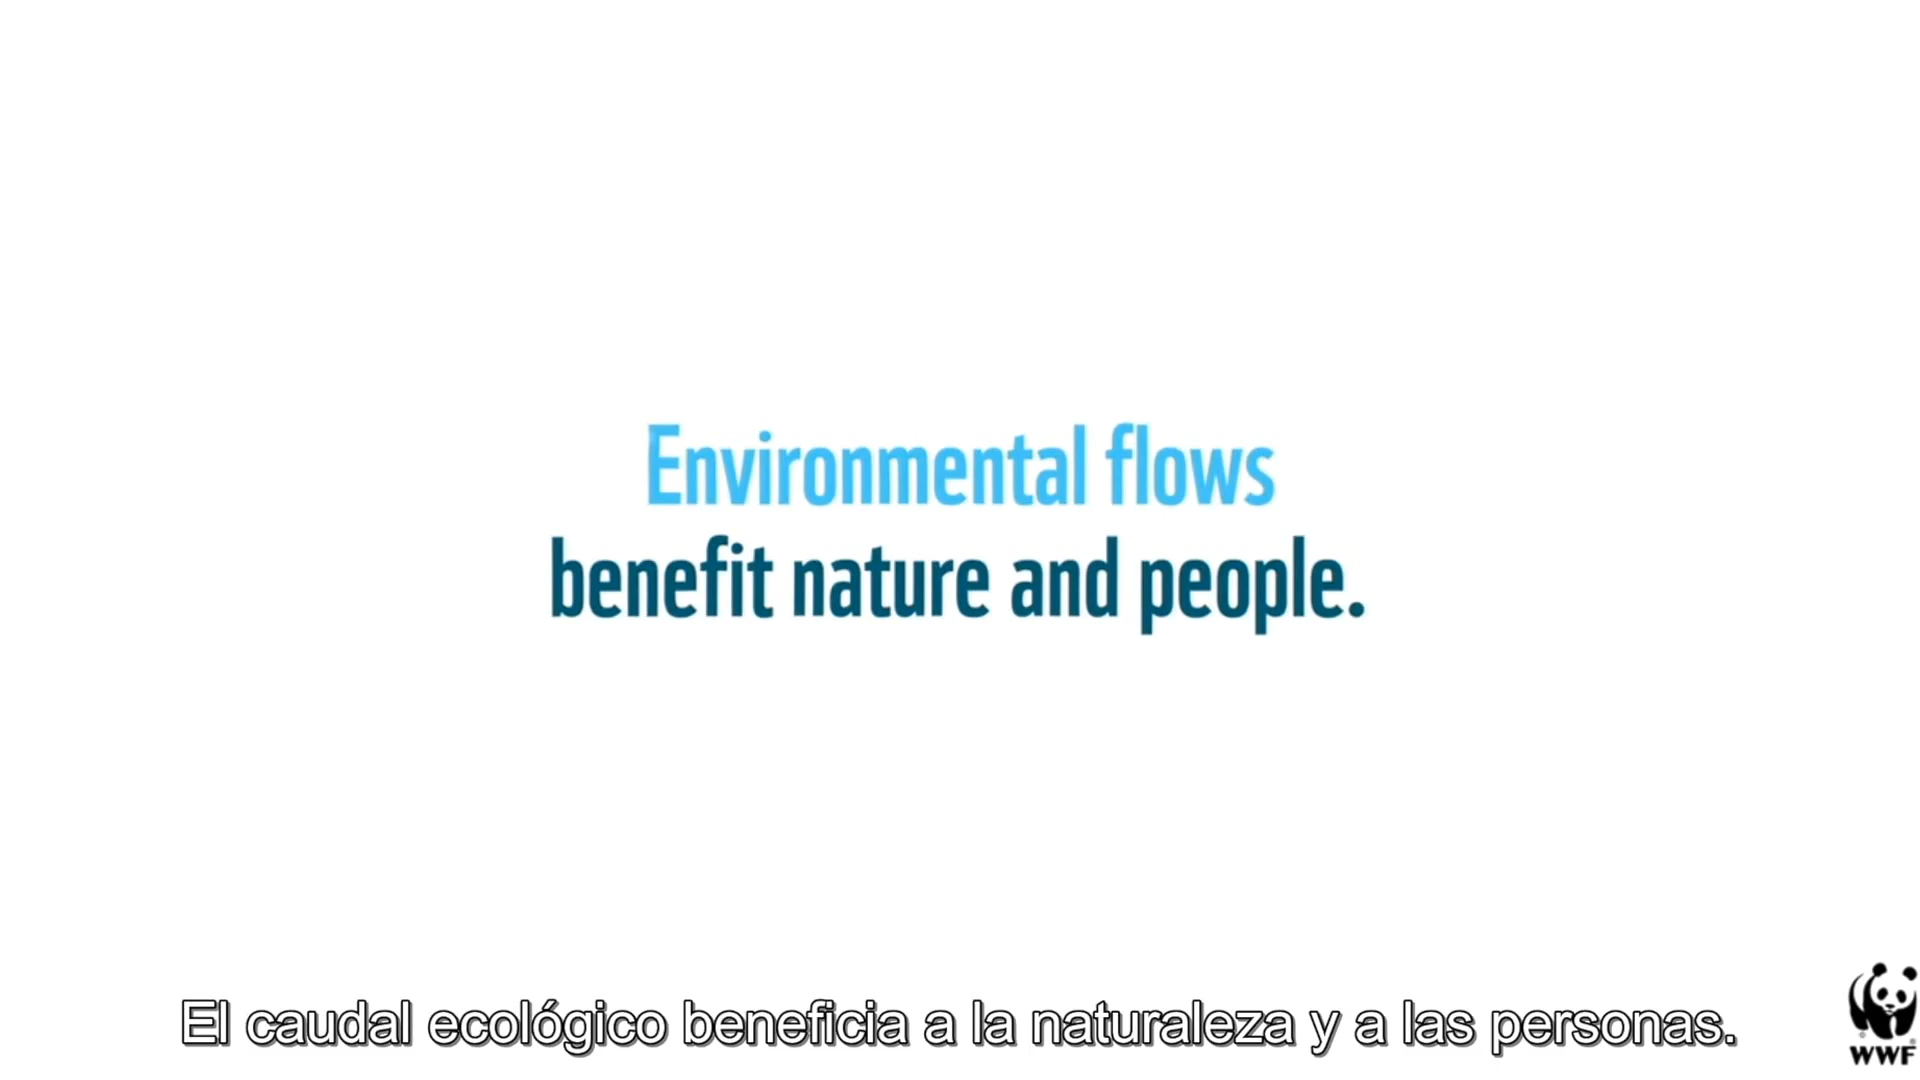 Environmental flows
benefit nature and people.
El caudal ecológico beneficia a la naturaleza y a las personas.
WWF